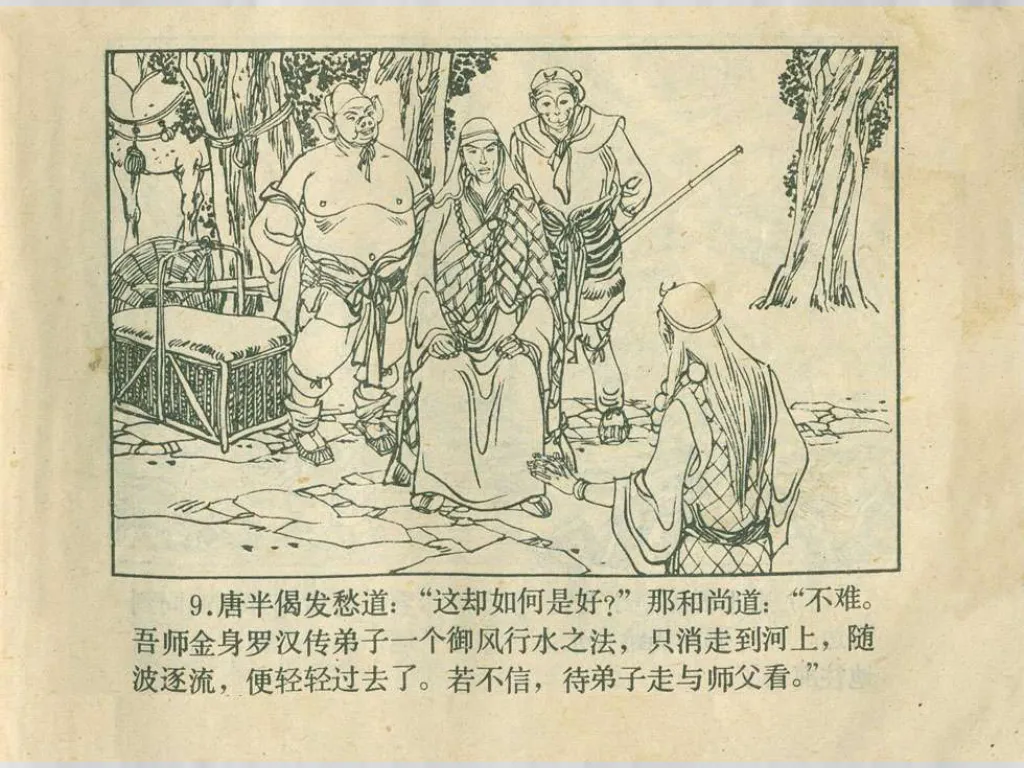 9.唐半偈发愁道：“这却如何是好？”那和尚道：“不难。
吾师金身罗汉传弟子一个御风行水之法，只消走到河上，随
波逐流，便轻轻过去了。若不信，待弟子走与师父看。”